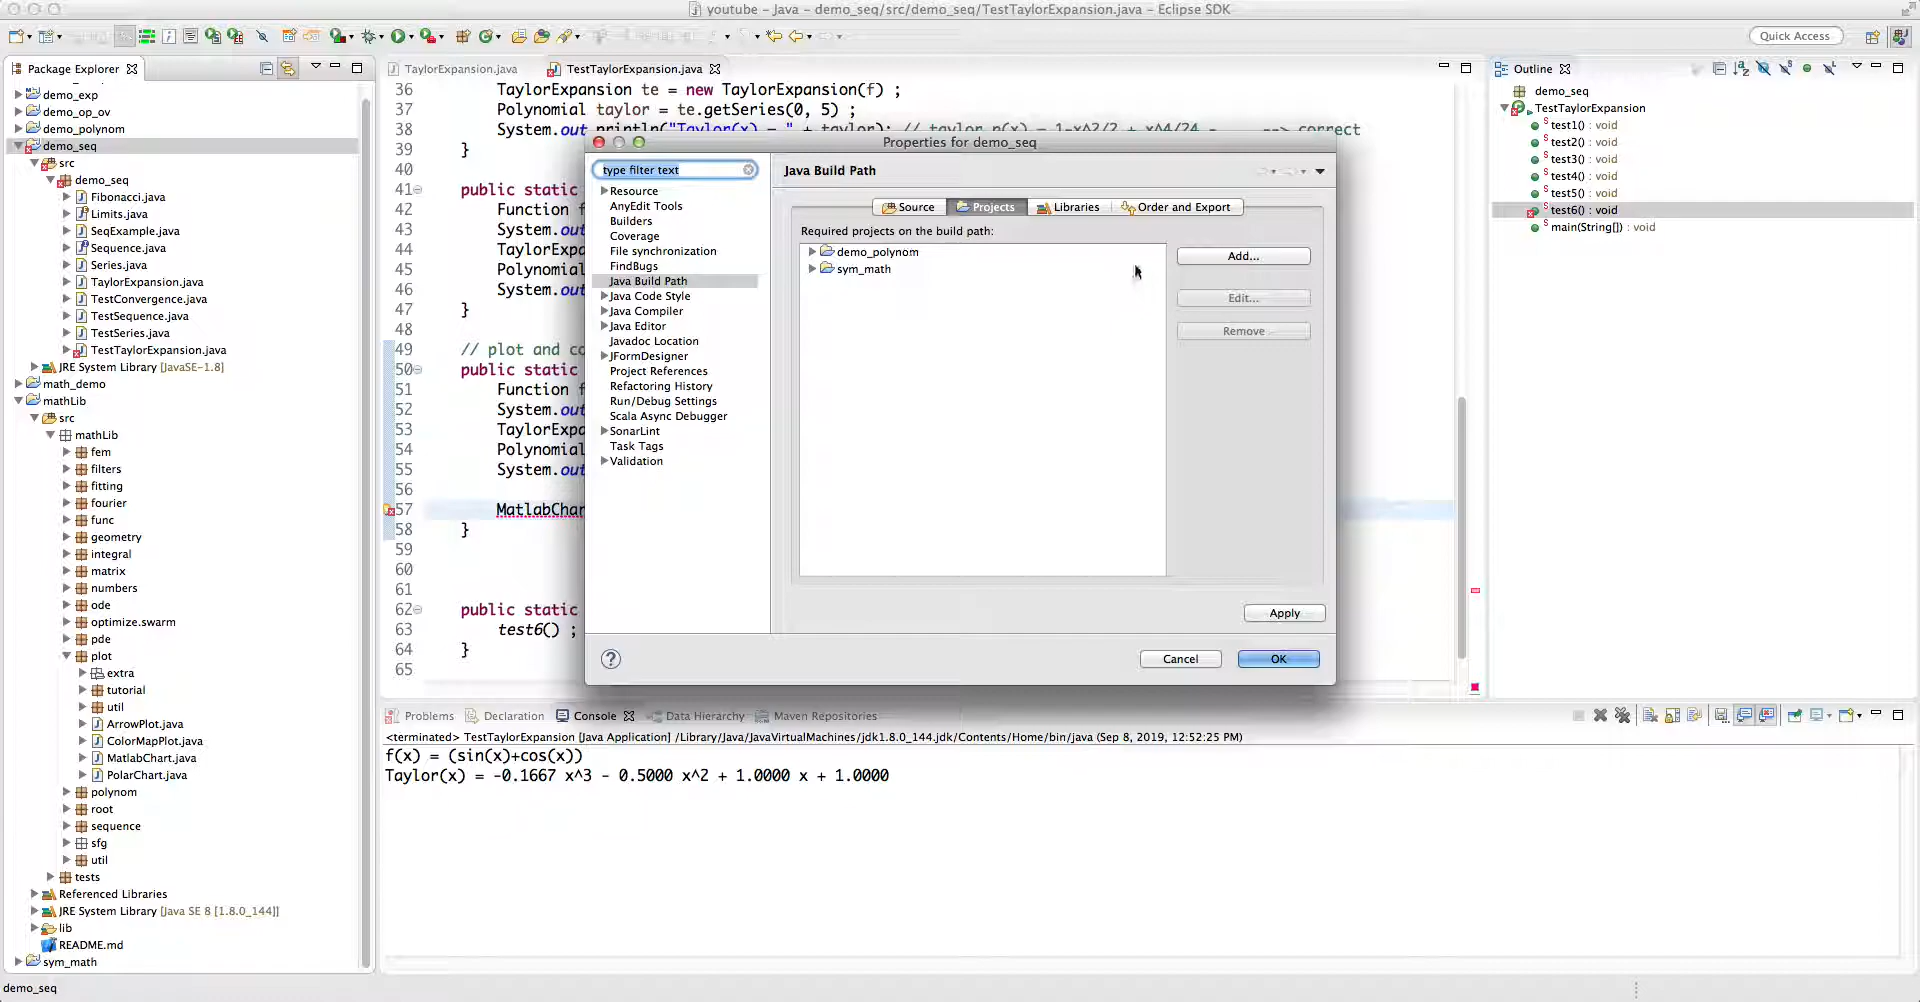 youtube - Java - demo_seq/src/demo_seq/TestTaylorExpansion.java - Eclipse SDK
Quick Access
Package Explorer
demo_exp
demo_op_ov
demo_polynom
demo_seq
src
demo_seq
Fibonacci.java
Limits.java
SeqExample.java
Sequence.java
Series.java
TaylorExpansion.java
TestConvergence.java
TestSequence.java
TestSeries.java
TestTaylorExpansion.java
JRE System Library [JavaSE-1.8]
math_demo
mathLib
src
mathLib
fem
filters
fitting
fourier
func
geometry
integral
matrix
numbers
ode
optimize.swarm
pde
plot
extra
tutorial
util
ArrowPlot.java
ColorMapPlot.java
MatlabChart.java
PolarChart.java
polynom
root
sequence
sfg
util
tests
Referenced Libraries
JRE System Library [Java SE 8 [1.8.0_144]]
lib
README.md
sym_math
demo_seq
TaylorExpansion.java
TestTaylorExpansion.java
36 TaylorExpansion te = new TaylorExpansion(f) ;
37 Polynomial taylor = te.getSeries(0, 5) ;
38 System.out.println("Taylor(x) = " + taylor); // taylor p(x) = 1-x^2/2 + x^4/24 - --> correct
39 }
40
41 public static
42 Function f
43 System.out
44 TaylorExp
45 Polynomial
46 System.out
47 }
48
49 // plot and co
50 public static
51 Function f
52 System.out
53 TaylorExpa
54 Polynomial
55 System.out
56
57 MatlabChar
58 }
59
60
61
62 public static
63 test6() ;
64 }
65
Properties for demo_seq
type filter text
Resource
AnyEdit Tools
Builders
Coverage
File synchronization
FindBugs
Java Build Path
Java Code Style
Java Compiler
Java Editor
Javadoc Location
JFormDesigner
Project References
Refactoring History
Run/Debug Settings
Scala Async Debugger
SonarLint
Task Tags
Validation
Java Build Path
Source Projects Libraries Order and Export
Required projects on the build path:
demo_polynom
sym_math
Add...
Edit...
Remove
Apply
Cancel OK
Outline
demo_seq
TestTaylorExpansion
test1() : void
test2() : void
test3() : void
test4() : void
test5() : void
test6() : void
main(String[]) : void
Problems Declaration Console Data Hierarchy Maven Repositories
<terminated> TestTaylorExpansion [Java Application] /Library/Java/JavaVirtualMachines/jdk1.8.0_144.jdk/Contents/Home/bin/java (Sep 8, 2019, 12:52:25 PM)
f(x) = (sin(x)+cos(x))
Taylor(x) = -0.1667 x^3 - 0.5000 x^2 + 1.0000 x + 1.0000